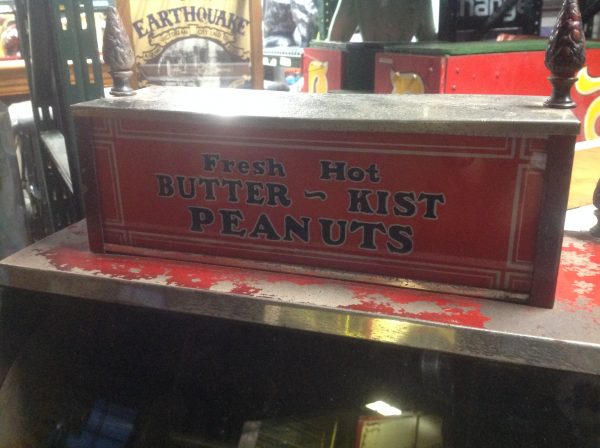 EARTHQUAKE
Fresh Hot
BUTTER ~ KIST
PEANUTS